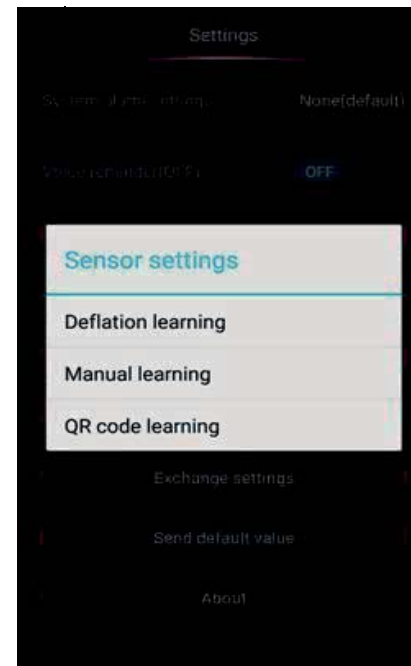 Settings
None(default)
OFF
Sensor settings
Deflation learning
Manual learning
QR code learning
Exchange settings
Send default value
About